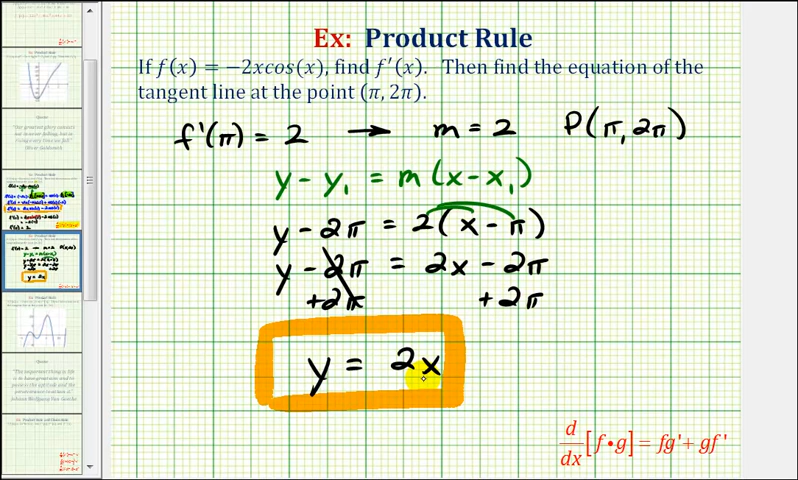 Ex: Product Rule
If f(x) = −2xcos(x), find f′(x). Then find the equation of the
tangent line at the point (π, 2π).
f'(π) = 2 → m = 2 P(π, 2π)
y - y₁ = m(x - x₁)
y - 2π = 2(x - π)
y - 2π = 2x - 2π
+2π +2π
y = 2x
d/dx [f•g] = fg' + gf'